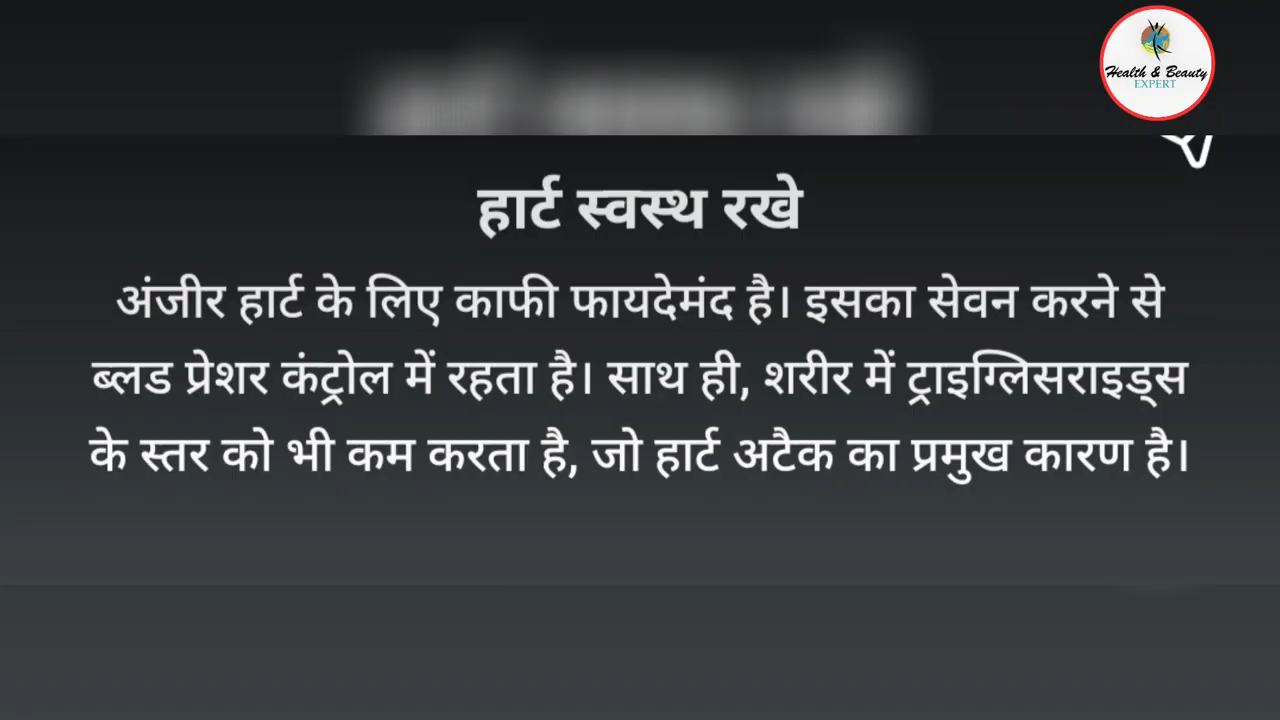 Health & Beauty
EXPERT
हार्ट स्वस्थ रखे
अंजीर हार्ट के लिए काफी फायदेमंद है। इसका सेवन करने से
ब्लड प्रेशर कंट्रोल में रहता है। साथ ही, शरीर में ट्राइग्लिसराइड्स
के स्तर को भी कम करता है, जो हार्ट अटैक का प्रमुख कारण है।